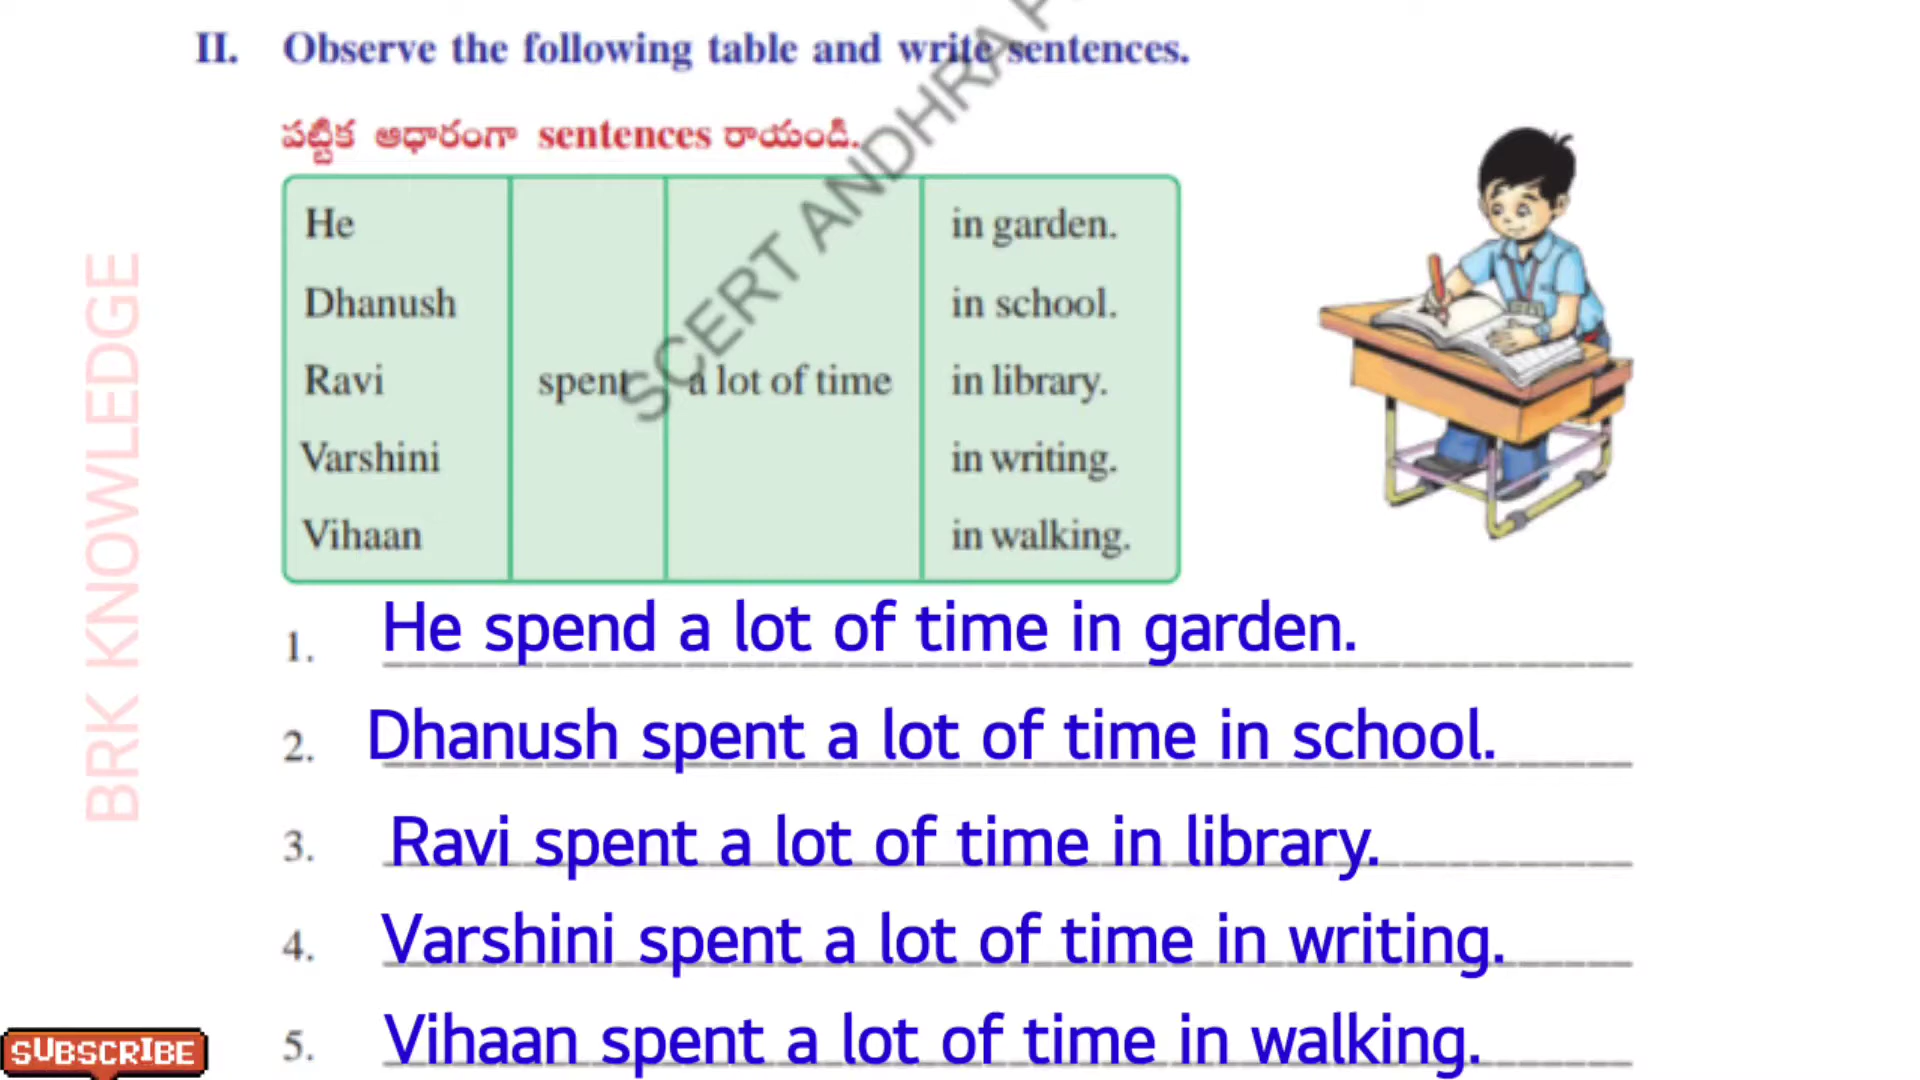 II. Observe the following table and write sentences.
పట్టిక ఆధారంగా sentences రాయండి.
He in garden.
Dhanush in school.
Ravi spent a lot of time in library.
Varshini in writing.
Vihaan in walking.
1. He spend a lot of time in garden.
2. Dhanush spent a lot of time in school.
3. Ravi spent a lot of time in library.
4. Varshini spent a lot of time in writing.
5. Vihaan spent a lot of time in walking.
SCERT ANDHRA
BRK KNOWLEDGE
SUBSCRIBE